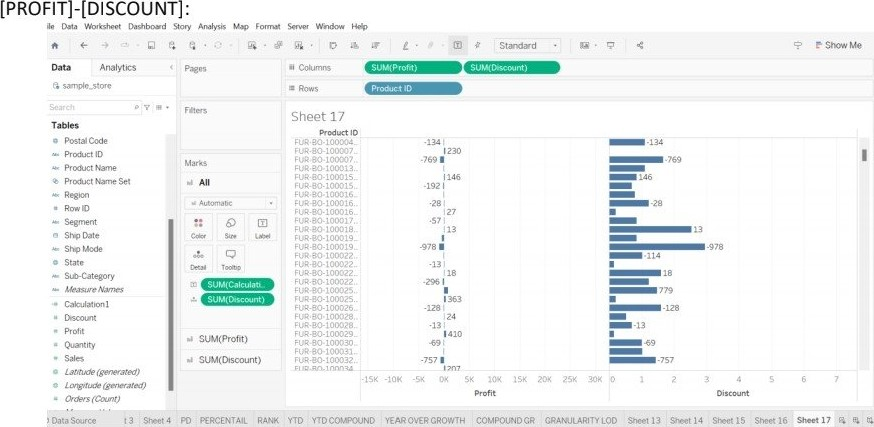 [PROFIT]-[DISCOUNT]:
ile Data Worksheet Dashboard Story Analysis Map Format Server Window Help
Standard
Show Me
Data Analytics
Pages
Columns SUM(Profit) SUM(Discount)
sample_store
Rows Product ID
Search
Filters
Sheet 17
Tables
Product ID
Postal Code
Product ID
Product Name
Product Name Set
Region
Row ID
Segment
Ship Date
Ship Mode
State
Sub-Category
Measure Names
Calculation1
Discount
Profit
Quantity
Sales
Latitude (generated)
Longitude (generated)
Orders (Count)
Marks
All
Automatic
Color Size Label
Detail Tooltip
SUM(Calculati..
SUM(Discount)
SUM(Profit)
SUM(Discount)
FUR-BO-100004.. -134 -134
FUR-BO-100007.. 230
FUR-BO-100007.. -769 -769
FUR-BO-100013..
FUR-BO-100015.. 146 146
FUR-BO-100015.. -192
FUR-BO-100016..
FUR-BO-100016.. -28 -28
FUR-BO-100016.. 27
FUR-BO-100017.. -57
FUR-BO-100018.. 13 13
FUR-BO-100019..
FUR-BO-100019.. -978 -978
FUR-BO-100022.. -114
FUR-BO-100022.. -13
FUR-BO-100022.. 18 18
FUR-BO-100022.. -296
FUR-BO-100025.. 779
FUR-BO-100025.. 363
FUR-BO-100026.. -128 -128
FUR-BO-100028.. 24
FUR-BO-100028.. -13 -13
FUR-BO-100029.. 410
FUR-BO-100030.. -69 -69
FUR-BO-100031..
FUR-BO-100032.. -757 -757
FUR-BO-100034 207
-15K -10K -5K 0K 5K 10K 15K 20K 25K 30K 0 1 2 3 4 5 6 7
Profit Discount
Data Source t 3 Sheet 4 PD PERCENTAIL RANK YTD YTD COMPOUND YEAR OVER GROWTH COMPOUND GR GRANULARITY LOD Sheet 13 Sheet 14 Sheet 15 Sheet 16 Sheet 17